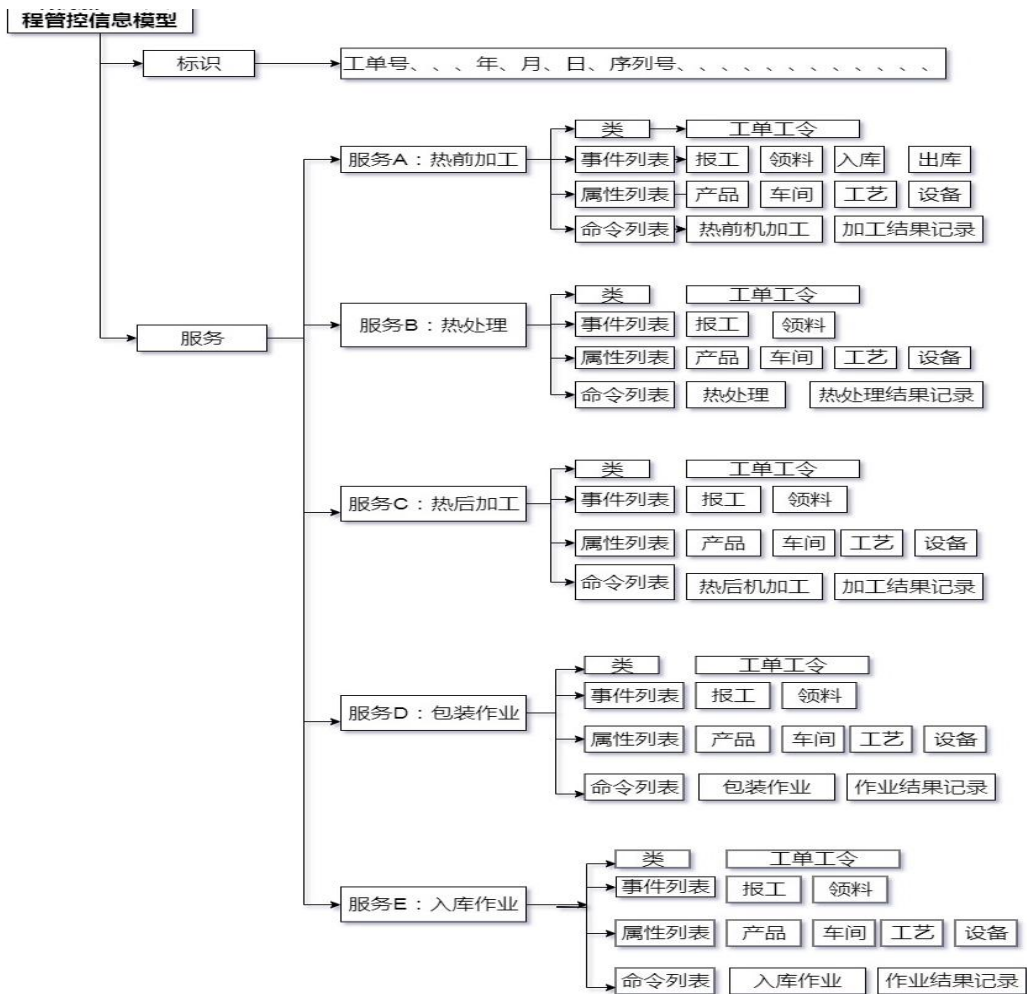 程管控信息模型
标识 工单号、、、年、月、日、序列号、、、、、、、、、、、、
类 工单工令
服务A：热前加工 事件列表 报工 领料 入库 出库
属性列表 产品 车间 工艺 设备
命令列表 热前机加工 加工结果记录
类 工单工令
服务 服务B：热处理 事件列表 报工 领料
属性列表 产品 车间 工艺 设备
命令列表 热处理 热处理结果记录
类 工单工令
服务C：热后加工 事件列表 报工 领料
属性列表 产品 车间 工艺 设备
命令列表 热后机加工 加工结果记录
类 工单工令
服务D：包装作业 事件列表 报工 领料
属性列表 产品 车间 工艺 设备
命令列表 包装作业 作业结果记录
类 工单工令
服务E：入库作业 事件列表 报工 领料
属性列表 产品 车间 工艺 设备
命令列表 入库作业 作业结果记录